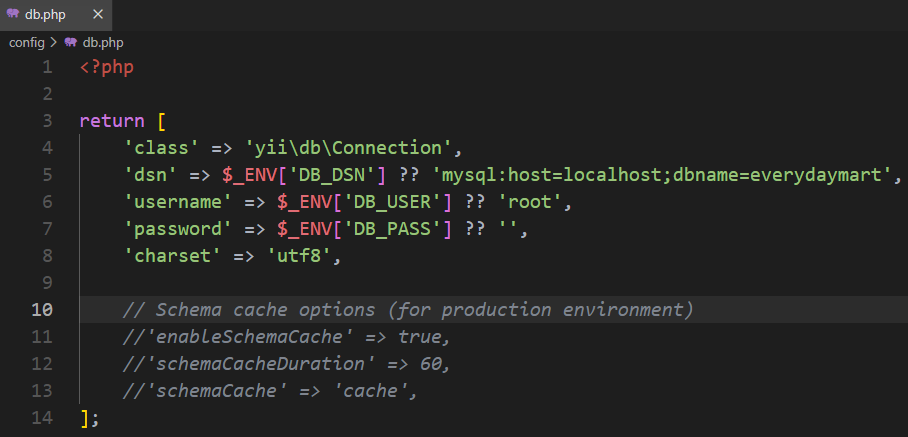 db.php ×
config > db.php
1 <?php
2
3 return [
4 'class' => 'yii\db\Connection',
5 'dsn' => $_ENV['DB_DSN'] ?? 'mysql:host=localhost;dbname=everydaymart',
6 'username' => $_ENV['DB_USER'] ?? 'root',
7 'password' => $_ENV['DB_PASS'] ?? '',
8 'charset' => 'utf8',
9
10 // Schema cache options (for production environment)
11 //'enableSchemaCache' => true,
12 //'schemaCacheDuration' => 60,
13 //'schemaCache' => 'cache',
14 ];